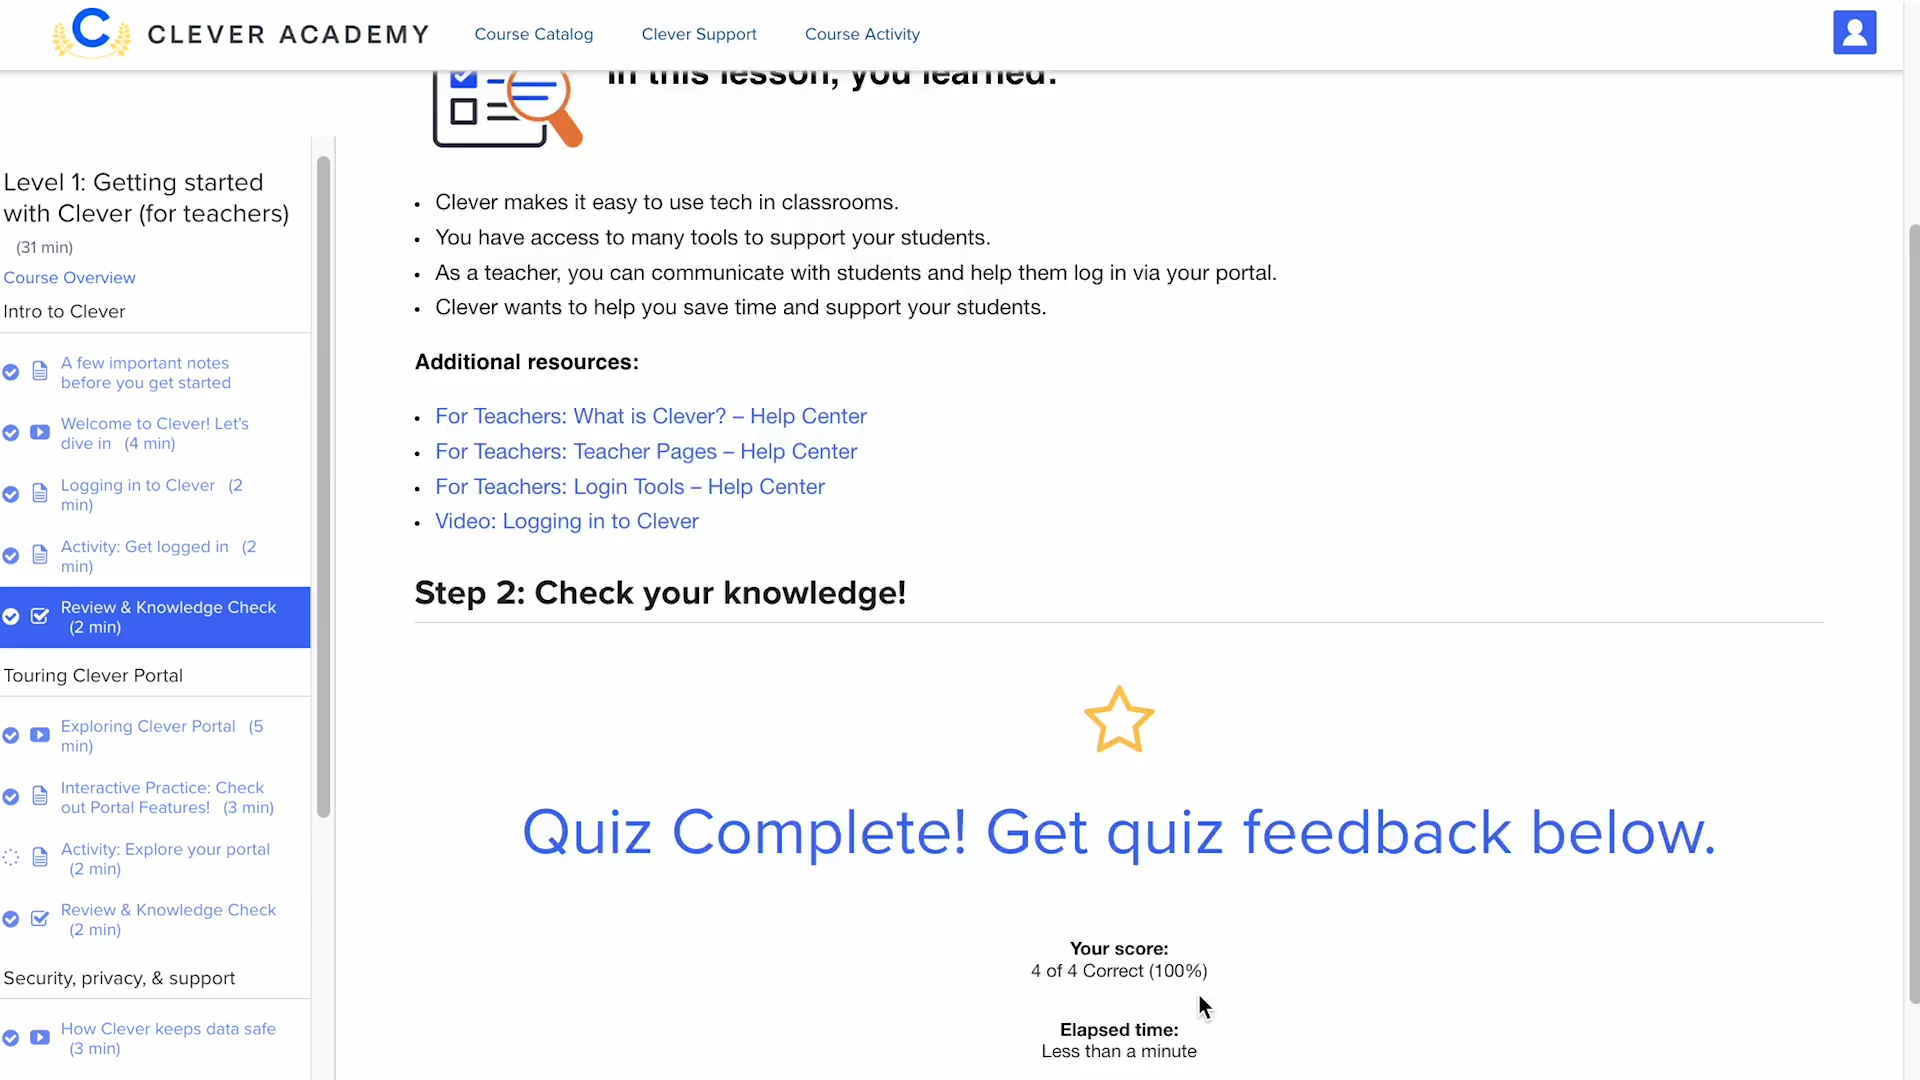 CLEVER ACADEMY
Course Catalog
Clever Support
Course Activity
In this lesson, you learned:
Level 1: Getting started
with Clever (for teachers)
(31 min)
Course Overview
Intro to Clever
A few important notes
before you get started
Welcome to Clever! Let's
dive in (4 min)
Logging in to Clever (2
min)
Activity: Get logged in (2
min)
Review & Knowledge Check
(2 min)
Touring Clever Portal
Exploring Clever Portal (5
min)
Interactive Practice: Check
out Portal Features! (3 min)
Activity: Explore your portal
(2 min)
Review & Knowledge Check
(2 min)
Security, privacy, & support
How Clever keeps data safe
(3 min)
• Clever makes it easy to use tech in classrooms.
• You have access to many tools to support your students.
• As a teacher, you can communicate with students and help them log in via your portal.
• Clever wants to help you save time and support your students.
Additional resources:
• For Teachers: What is Clever? – Help Center
• For Teachers: Teacher Pages – Help Center
• For Teachers: Login Tools – Help Center
• Video: Logging in to Clever
Step 2: Check your knowledge!
Quiz Complete! Get quiz feedback below.
Your score:
4 of 4 Correct (100%)
Elapsed time:
Less than a minute